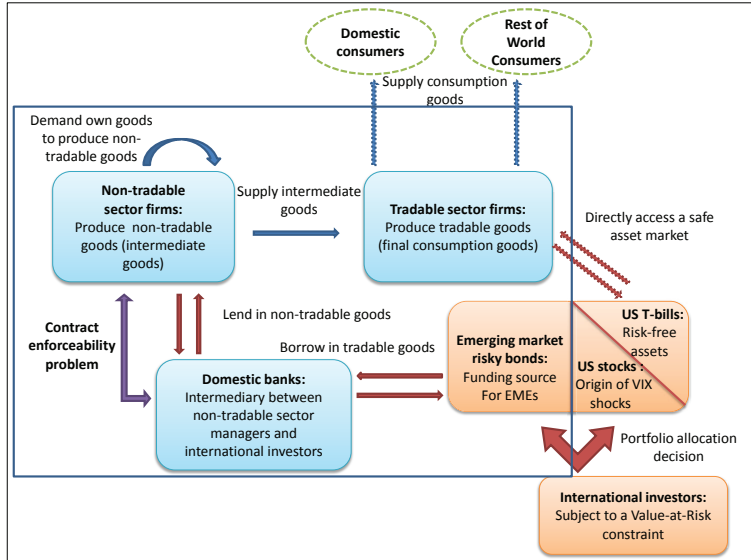 Domestic
consumers
Rest of
World
Consumers
Supply consumption
goods
Demand own goods
to produce non-
tradable goods
Non-tradable
sector firms:
Produce non-tradable
goods (intermediate
goods)
Supply intermediate
goods
Tradable sector firms:
Produce tradable goods
(final consumption goods)
Directly access a safe
asset market
Contract
enforceability
problem
Lend in non-tradable goods
Borrow in tradable goods
Domestic banks:
Intermediary between
non-tradable sector
managers and
international investors
Emerging market
risky bonds:
Funding source
For EMEs
US T-bills:
Risk-free
assets
US stocks :
Origin of VIX
shocks
Portfolio allocation
decision
International investors:
Subject to a Value-at-Risk
constraint